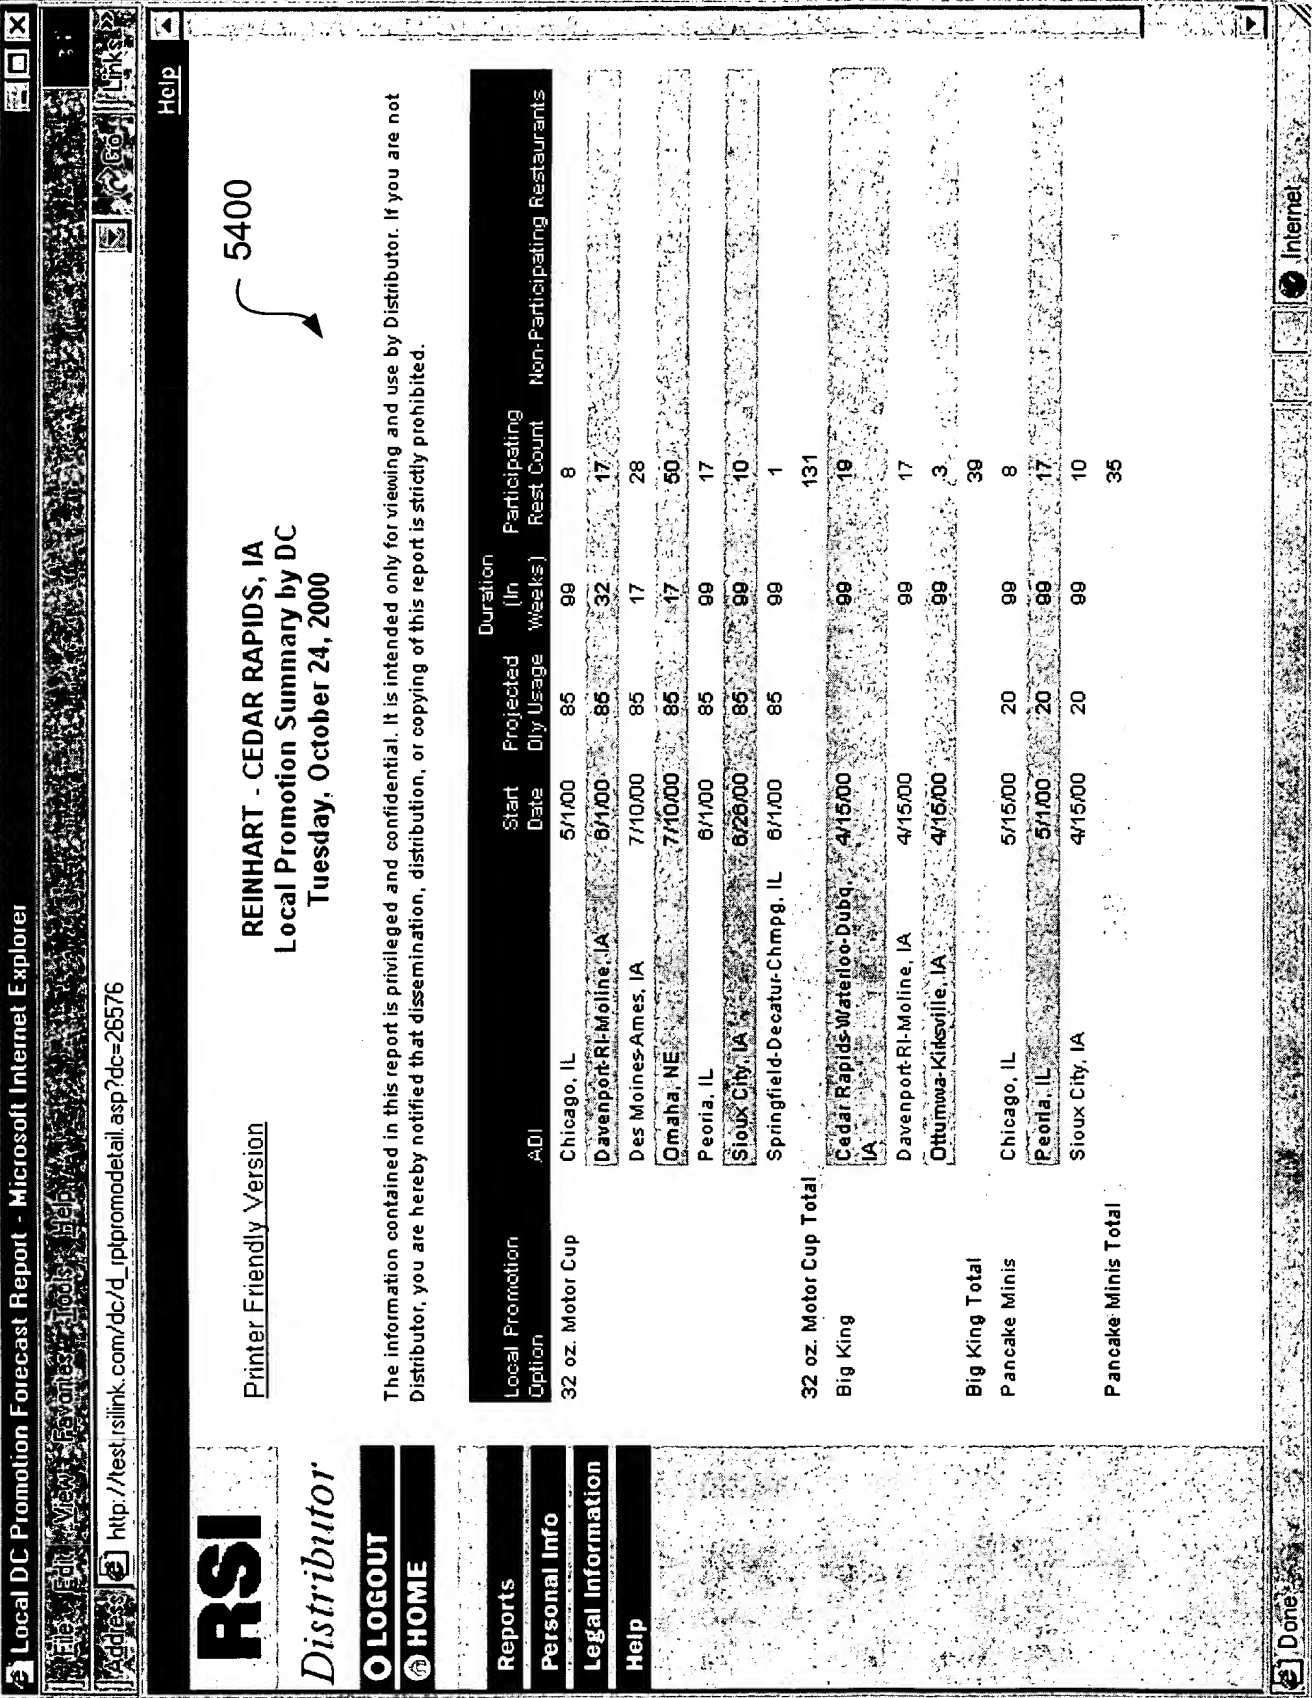 Local DC Promotion Forecast Report - Microsoft Internet Explorer
File Edit View Favorites Tools Help
Address http://test.rsilink.com/dc/d_rptpromodetail.asp?dc=26576 Go Links »
Help
RSI
Distributor
LOGOUT
HOME
Reports
Personal Info
Legal Information
Help
Printer Friendly Version
REINHART - CEDAR RAPIDS, IA
Local Promotion Summary by DC
Tuesday, October 24, 2000
5400
The information contained in this report is privileged and confidential. It is intended only for viewing and use by Distributor. If you are not
Distributor, you are hereby notified that dissemination, distribution, or copying of this report is strictly prohibited.
Duration
Local Promotion Start Projected (In Participating
Option ADI Date Dly Usage Weeks) Rest Count Non-Participating Restaurants
32 oz. Motor Cup Chicago, IL 5/1/00 85 99 8
Davenport-RI-Moline, IA 6/1/00 85 32 17
Des Moines-Ames, IA 7/10/00 85 17 28
Omaha, NE 7/10/00 85 17 50
Peoria, IL 6/1/00 85 99 17
Sioux City, IA 6/26/00 85 99 10
Springfield-Decatur-Chmpg, IL 6/1/00 85 99 1
32 oz. Motor Cup Total 131
Big King Cedar Rapids-Waterloo-Dubq, 4/15/00 99 19
IA
Davenport-RI-Moline, IA 4/15/00 99 17
Ottumwa-Kirksville, IA 4/15/00 99 3
Big King Total 39
Pancake Minis Chicago, IL 5/15/00 20 99 8
Peoria, IL 5/1/00 20 99 17
Sioux City, IA 4/15/00 20 99 10
Pancake Minis Total 35
Done Internet